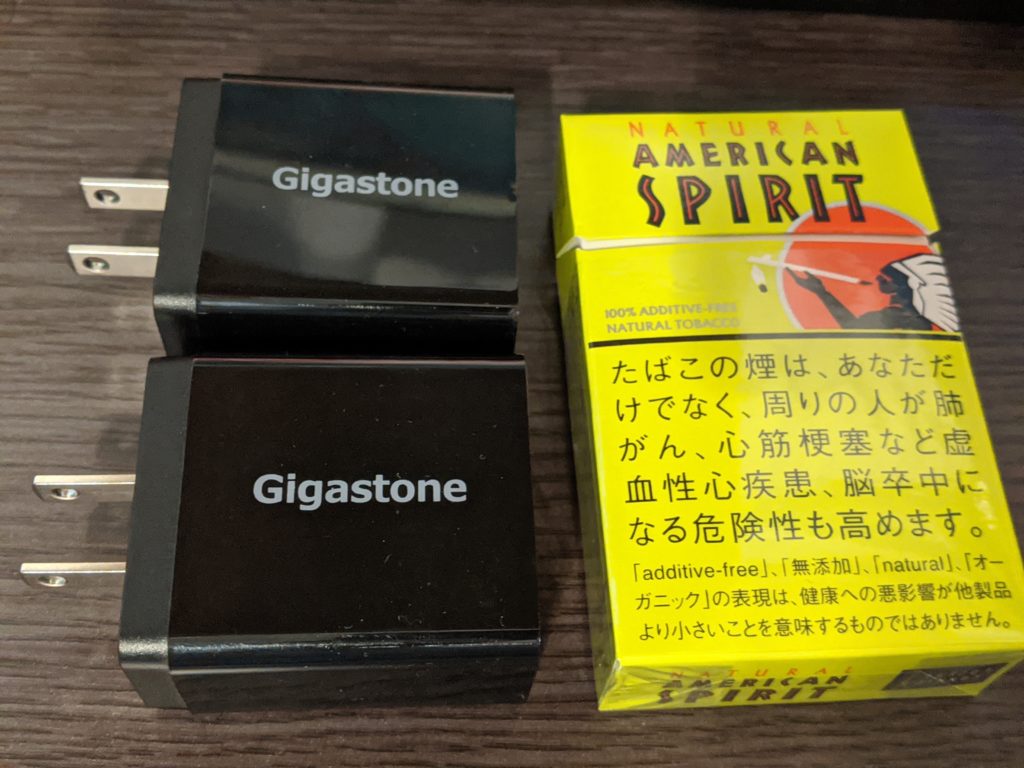 Gigastone
Gigastone
NATURAL
AMERICAN
SPIRIT
100% ADDITIVE-FREE
NATURAL TOBACCO
たばこの煙は、あなただ
けでなく、周りの人が肺
がん、心筋梗塞など虚
血性心疾患、脳卒中に
なる危険性も高めます。
「additive-free」、「無添加」、「natural」、「オー
ガニック」の表現は、健康への悪影響が他製品
より小さいことを意味するものではありません。
NATURAL
AMERICAN
SPIRIT